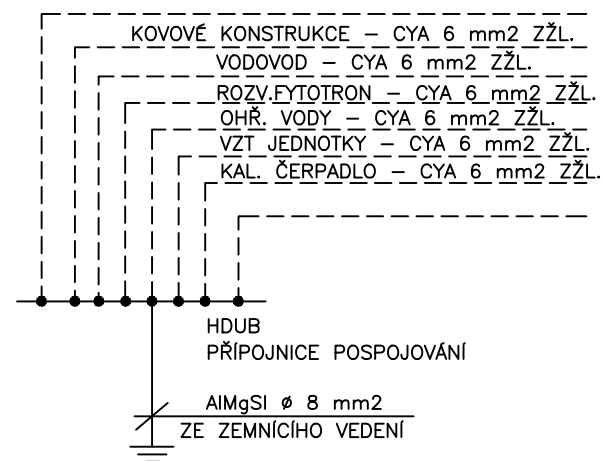 KOVOVÉ KONSTRUKCE – CYA 6 mm2 ZŽL.
VODOVOD – CYA 6 mm2 ZŽL.
ROZV.FYTOTRON – CYA 6 mm2 ZŽL.
OHŘ. VODY – CYA 6 mm2 ZŽL.
VZT JEDNOTKY – CYA 6 mm2 ZŽL.
KAL. ČERPADLO – CYA 6 mm2 ZŽL.
HDUB
PŘÍPOJNICE POSPOJOVÁNÍ
AlMgSI ø 8 mm2
ZE ZEMNÍCÍHO VEDENÍ